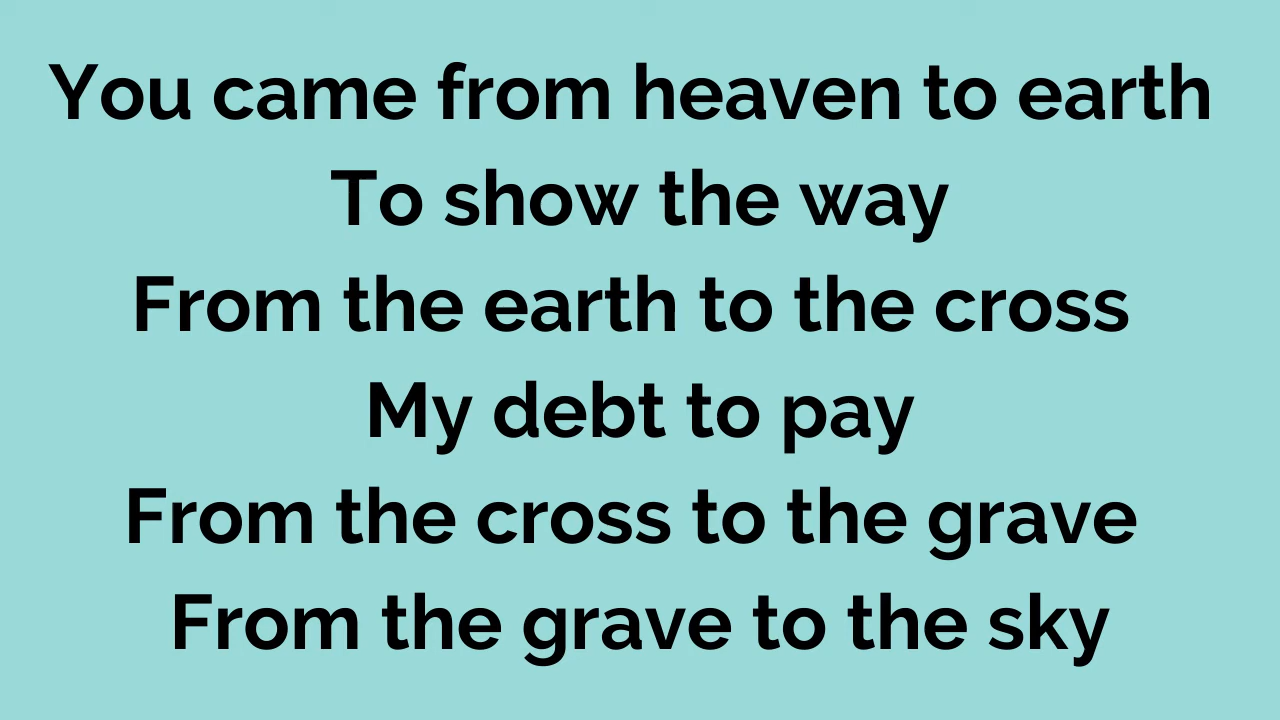 You came from heaven to earth
To show the way
From the earth to the cross
My debt to pay
From the cross to the grave
From the grave to the sky